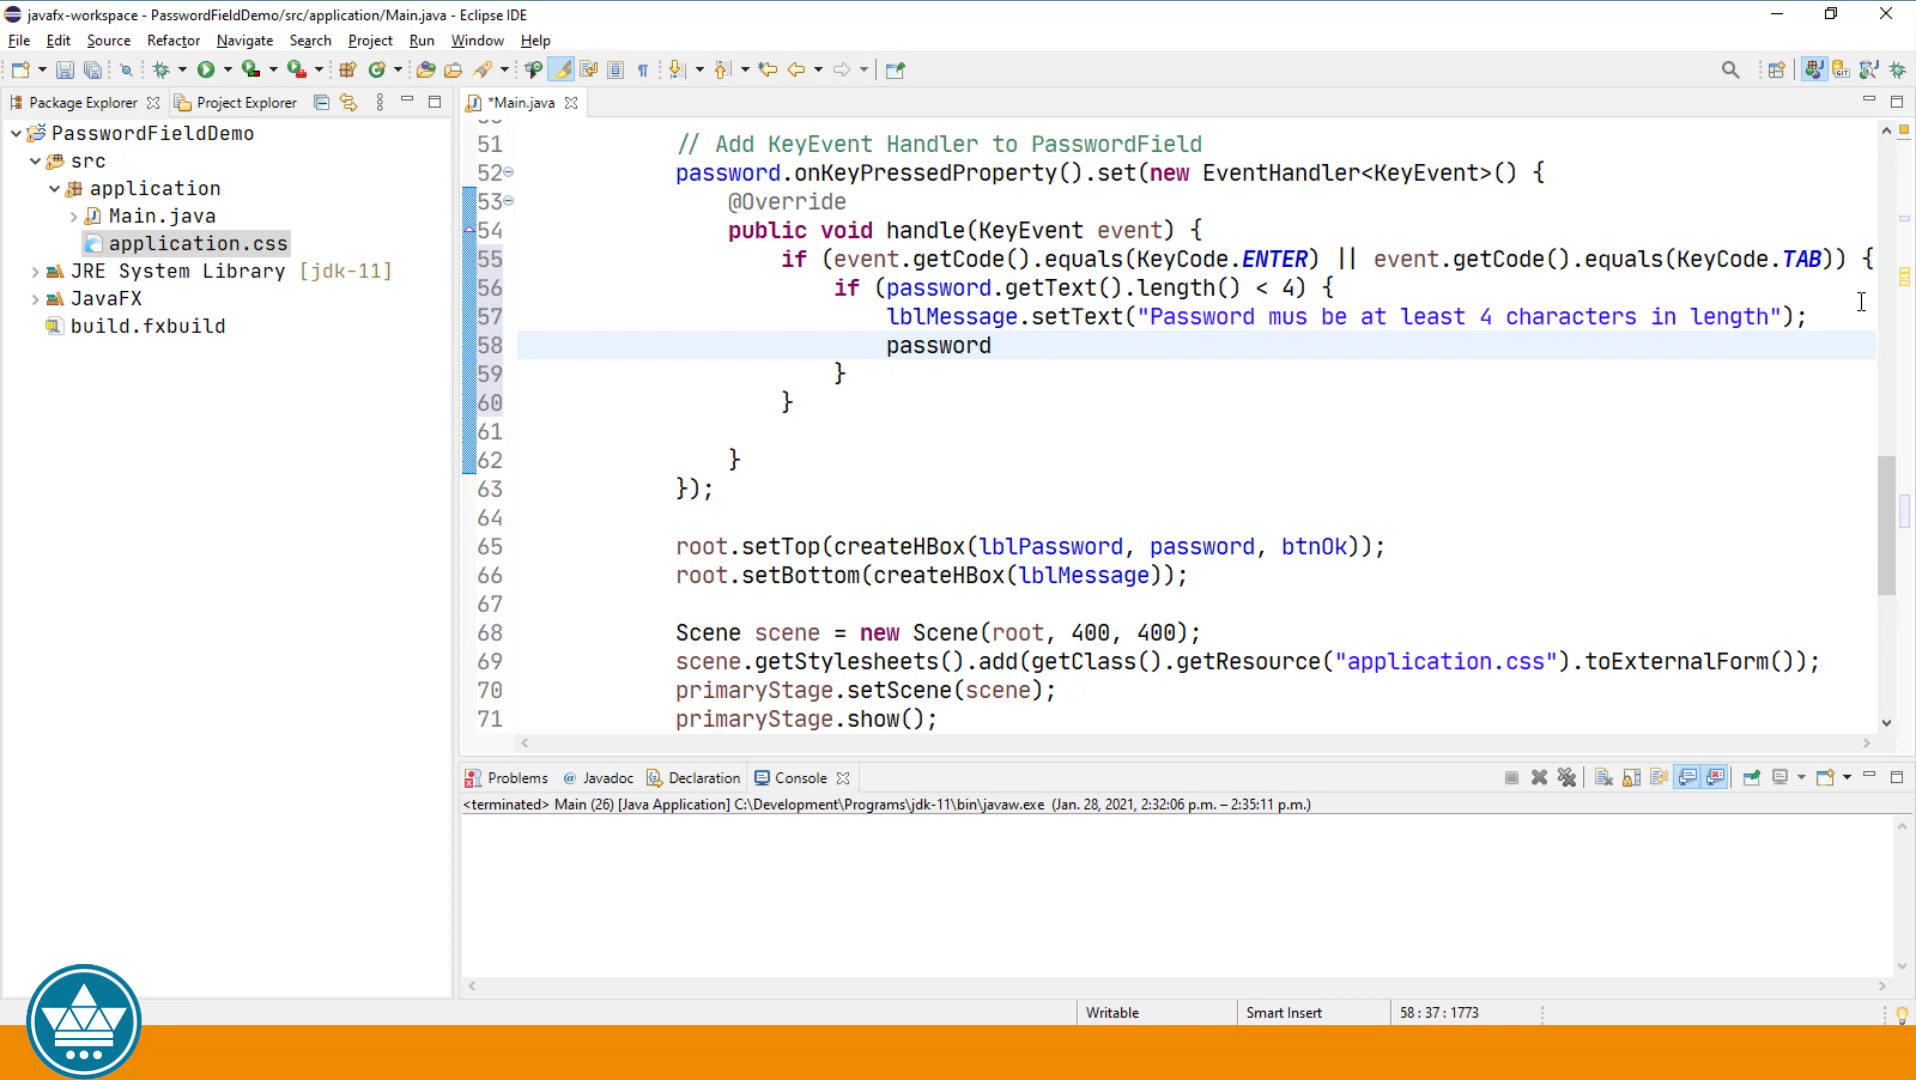 javafx-workspace - PasswordFieldDemo/src/application/Main.java - Eclipse IDE
File Edit Source Refactor Navigate Search Project Run Window Help
Package Explorer Project Explorer
*Main.java
PasswordFieldDemo
src
application
Main.java
application.css
JRE System Library [jdk-11]
JavaFX
build.fxbuild
51 // Add KeyEvent Handler to PasswordField
52 password.onKeyPressedProperty().set(new EventHandler<KeyEvent>() {
53 @Override
54 public void handle(KeyEvent event) {
55 if (event.getCode().equals(KeyCode.ENTER) || event.getCode().equals(KeyCode.TAB)) {
56 if (password.getText().length() < 4) {
57 lblMessage.setText("Password mus be at least 4 characters in length");
58 password
59 }
60 }
61
62 }
63 });
64
65 root.setTop(createHBox(lblPassword, password, btnOk));
66 root.setBottom(createHBox(lblMessage));
67
68 Scene scene = new Scene(root, 400, 400);
69 scene.getStylesheets().add(getClass().getResource("application.css").toExternalForm());
70 primaryStage.setScene(scene);
71 primaryStage.show();
Problems @ Javadoc Declaration Console
<terminated> Main (26) [Java Application] C:\Development\Programs\jdk-11\bin\javaw.exe (Jan. 28, 2021, 2:32:06 p.m. – 2:35:11 p.m.)
Writable Smart Insert 58 : 37 : 1773